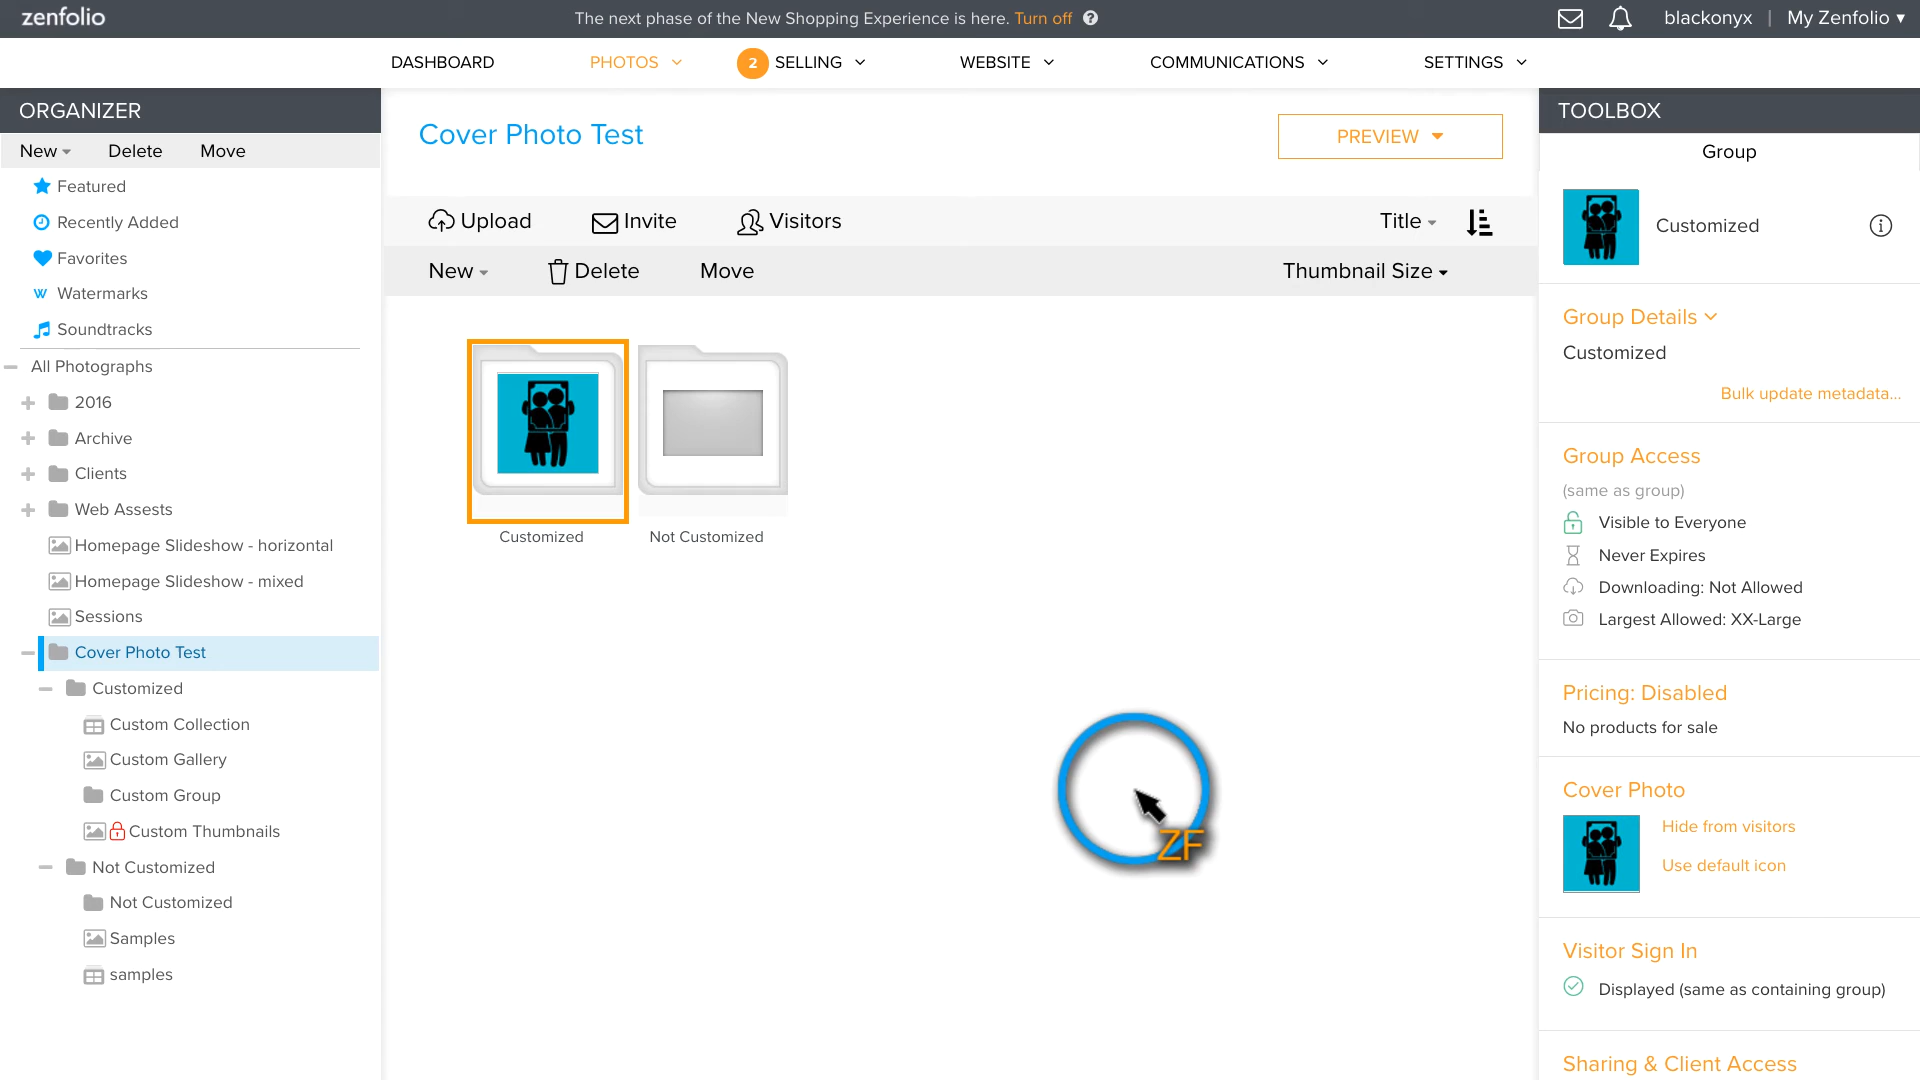 zenfolio
The next phase of the New Shopping Experience is here. Turn off
blackonyx | My Zenfolio ▾
DASHBOARD
PHOTOS
2 SELLING
WEBSITE
COMMUNICATIONS
SETTINGS
ORGANIZER
New Delete Move
Featured
Recently Added
Favorites
W Watermarks
Soundtracks
All Photographs
2016
Archive
Clients
Web Assests
Homepage Slideshow - horizontal
Homepage Slideshow - mixed
Sessions
Cover Photo Test
Customized
Custom Collection
Custom Gallery
Custom Group
Custom Thumbnails
Not Customized
Not Customized
Samples
samples
Cover Photo Test
PREVIEW
Upload Invite Visitors Title
New Delete Move Thumbnail Size
Customized
Not Customized
ZF
TOOLBOX
Group
Customized
Group Details
Customized
Bulk update metadata...
Group Access
(same as group)
Visible to Everyone
Never Expires
Downloading: Not Allowed
Largest Allowed: XX-Large
Pricing: Disabled
No products for sale
Cover Photo
Hide from visitors
Use default icon
Visitor Sign In
Displayed (same as containing group)
Sharing & Client Access